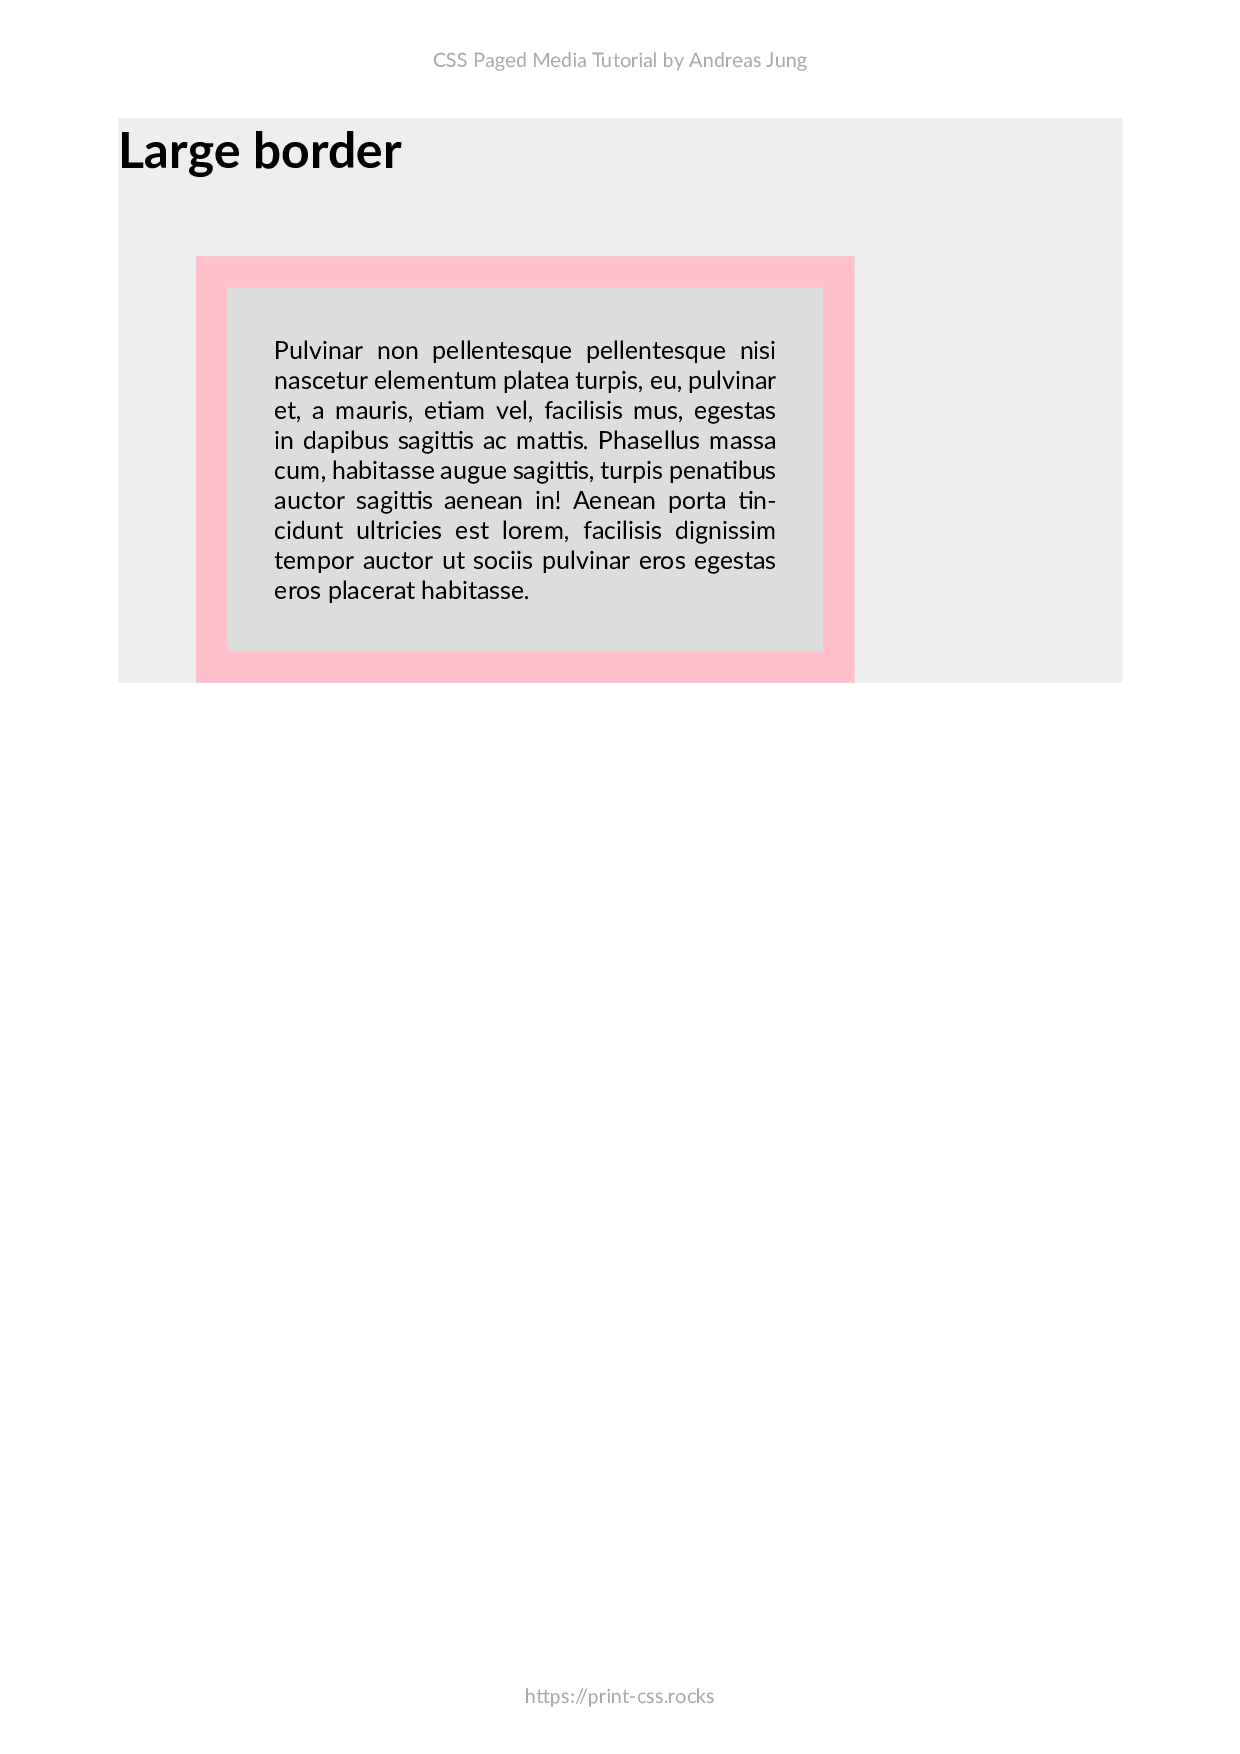 CSS Paged Media Tutorial by Andreas Jung
Large border
Pulvinar non pellentesque pellentesque nisi
nascetur elementum platea turpis, eu, pulvinar
et, a mauris, etiam vel, facilisis mus, egestas
in dapibus sagittis ac mattis. Phasellus massa
cum, habitasse augue sagittis, turpis penatibus
auctor sagittis aenean in! Aenean porta tin-
cidunt ultricies est lorem, facilisis dignissim
tempor auctor ut sociis pulvinar eros egestas
eros placerat habitasse.
https://print-css.rocks